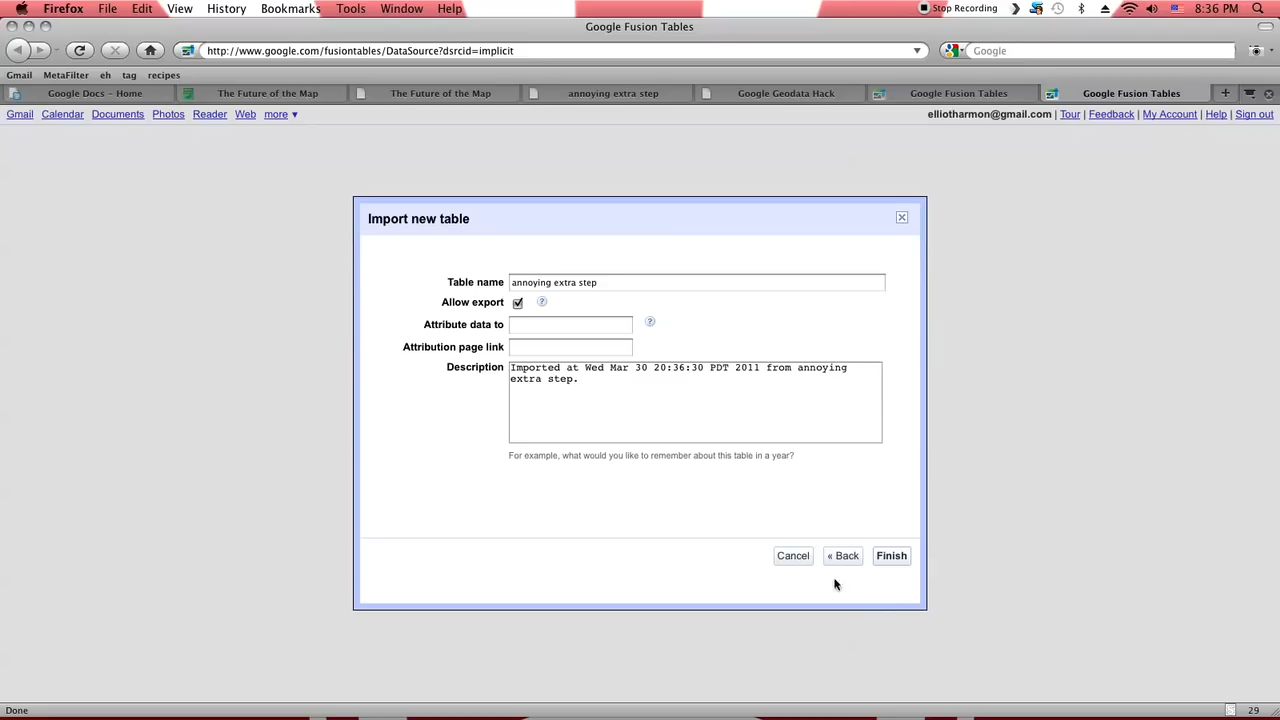 Firefox File Edit View History Bookmarks Tools Window Help Stop Recording 8:36 PM
Google Fusion Tables
http://www.google.com/fusiontables/DataSource?dsrcid=implicit Google
Gmail MetaFilter eh tag recipes
Google Docs – Home The Future of the Map The Future of the Map annoying extra step Google Geodata Hack Google Fusion Tables Google Fusion Tables
Gmail Calendar Documents Photos Reader Web more ▾ elliotharmon@gmail.com | Tour | Feedback | My Account | Help | Sign out
Import new table
Table name annoying extra step
Allow export ?
Attribute data to ?
Attribution page link
Description Imported at Wed Mar 30 20:36:30 PDT 2011 from annoying
extra step.
For example, what would you like to remember about this table in a year?
Cancel « Back Finish
Done 29